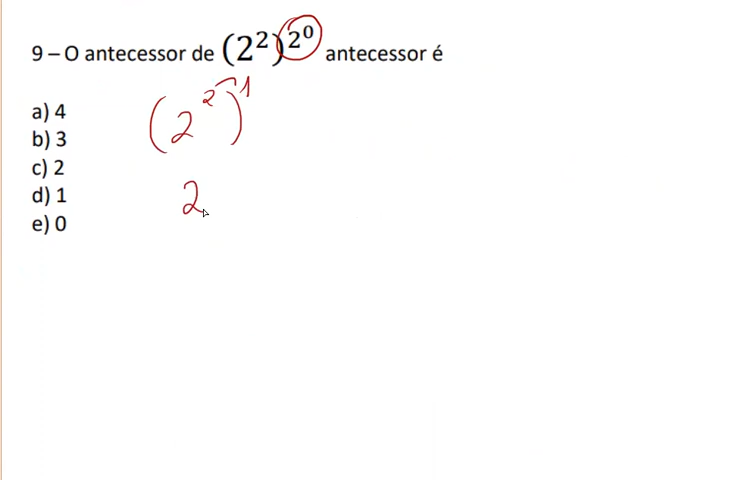 9 – O antecessor de (2²)^2⁰ antecessor é
a) 4
b) 3
c) 2
d) 1
e) 0
(2²)¹
2